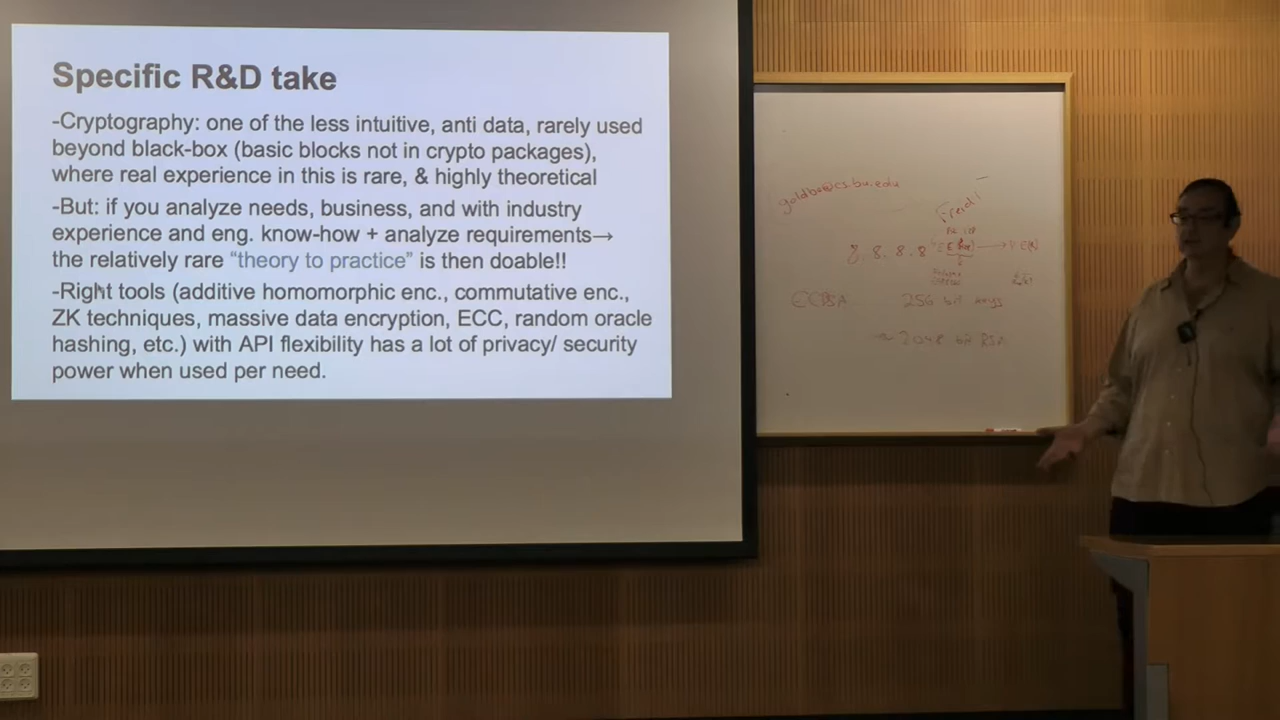 Specific R&D take
-Cryptography: one of the less intuitive, anti data, rarely used
beyond black-box (basic blocks not in crypto packages),
where real experience in this is rare, & highly theoretical
-But: if you analyze needs, business, and with industry
experience and eng. know-how + analyze requirements→
the relatively rare “theory to practice” is then doable!!
-Right tools (additive homomorphic enc., commutative enc.,
ZK techniques, massive data encryption, ECC, random oracle
hashing, etc.) with API flexibility has a lot of privacy/ security
power when used per need.
8.8.8.8
ECDSA 256 bit keys
2048 bit RSA